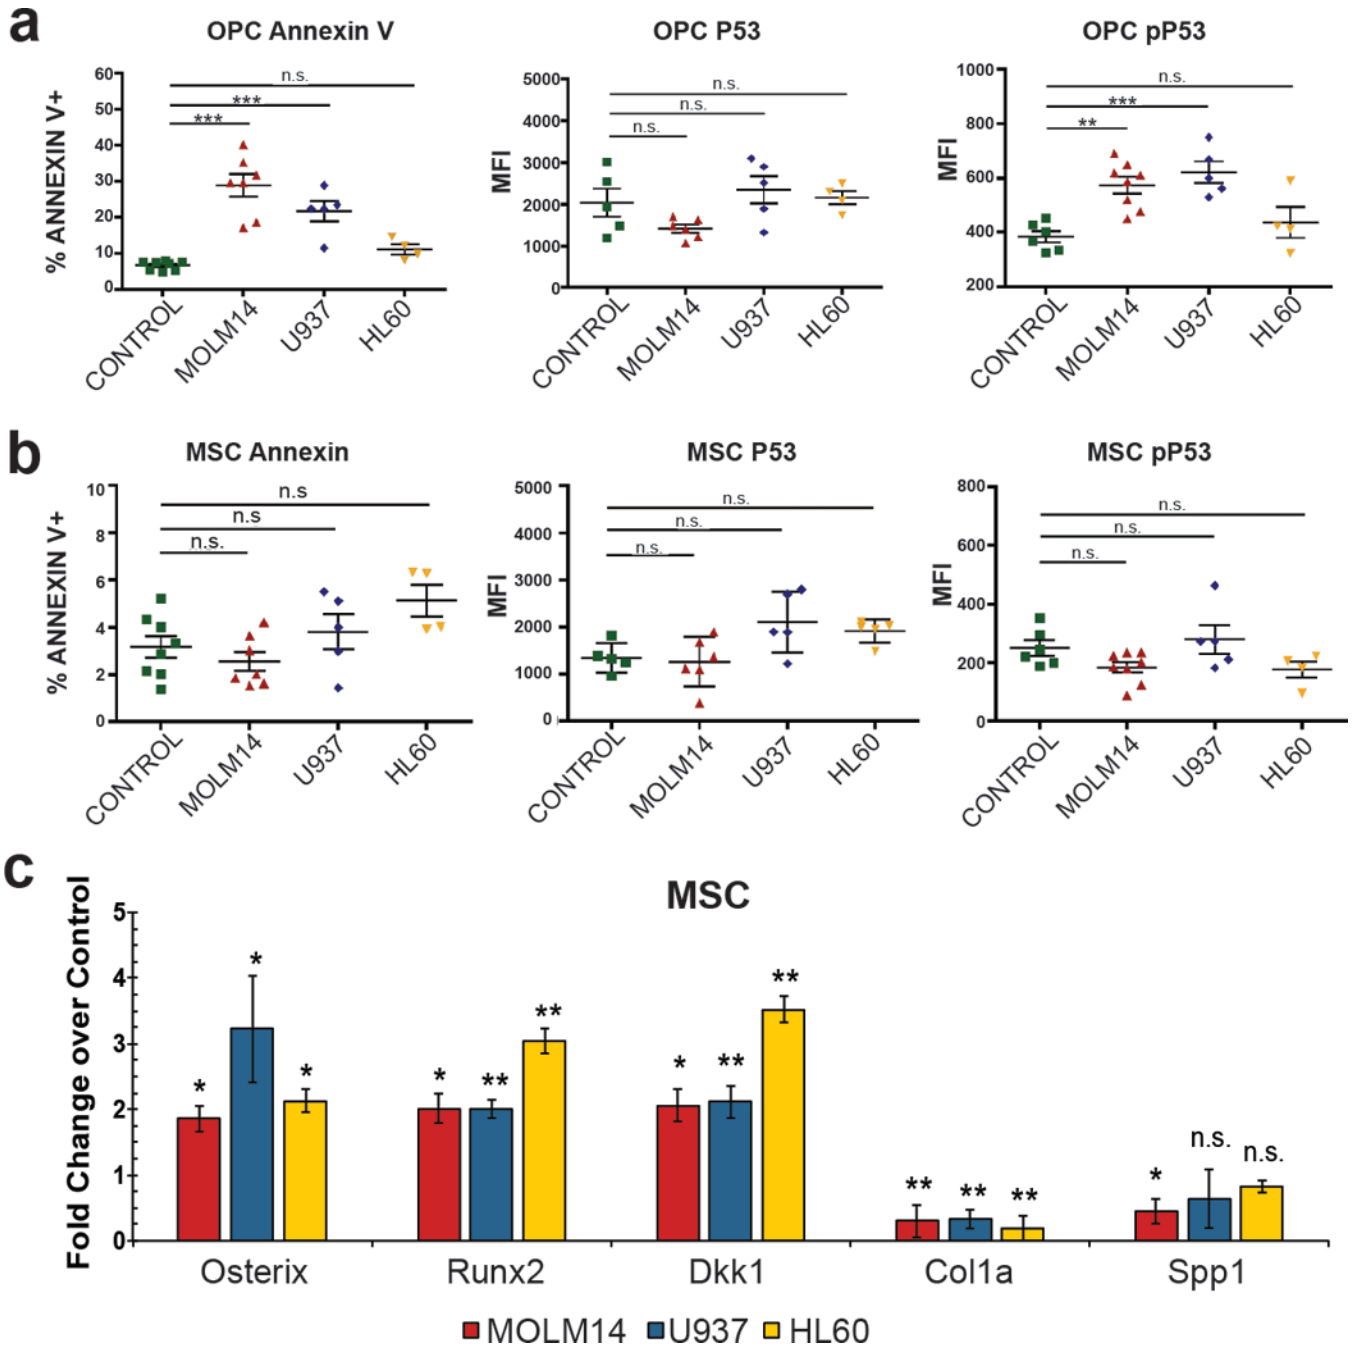 a
OPC Annexin V
OPC P53
OPC pP53
% ANNEXIN V+
60
50
40
30
20
10
0
n.s.
***
***
CONTROL
MOLM14
U937
HL60
MFI
5000
4000
3000
2000
1000
0
n.s.
n.s.
n.s.
CONTROL
MOLM14
U937
HL60
MFI
1000
800
600
400
200
n.s.
***
**
CONTROL
MOLM14
U937
HL60
b
MSC Annexin
MSC P53
MSC pP53
% ANNEXIN V+
10
8
6
4
2
0
n.s
n.s
n.s.
CONTROL
MOLM14
U937
HL60
MFI
5000
4000
3000
2000
1000
0
n.s.
n.s.
n.s.
CONTROL
MOLM14
U937
HL60
MFI
800
600
400
200
0
n.s.
n.s.
n.s.
CONTROL
MOLM14
U937
HL60
c
MSC
Fold Change over Control
5
4
3
2
1
0
* * *
* ** **
* ** **
** ** **
* n.s. n.s.
Osterix Runx2 Dkk1 Col1a Spp1
MOLM14 U937 HL60